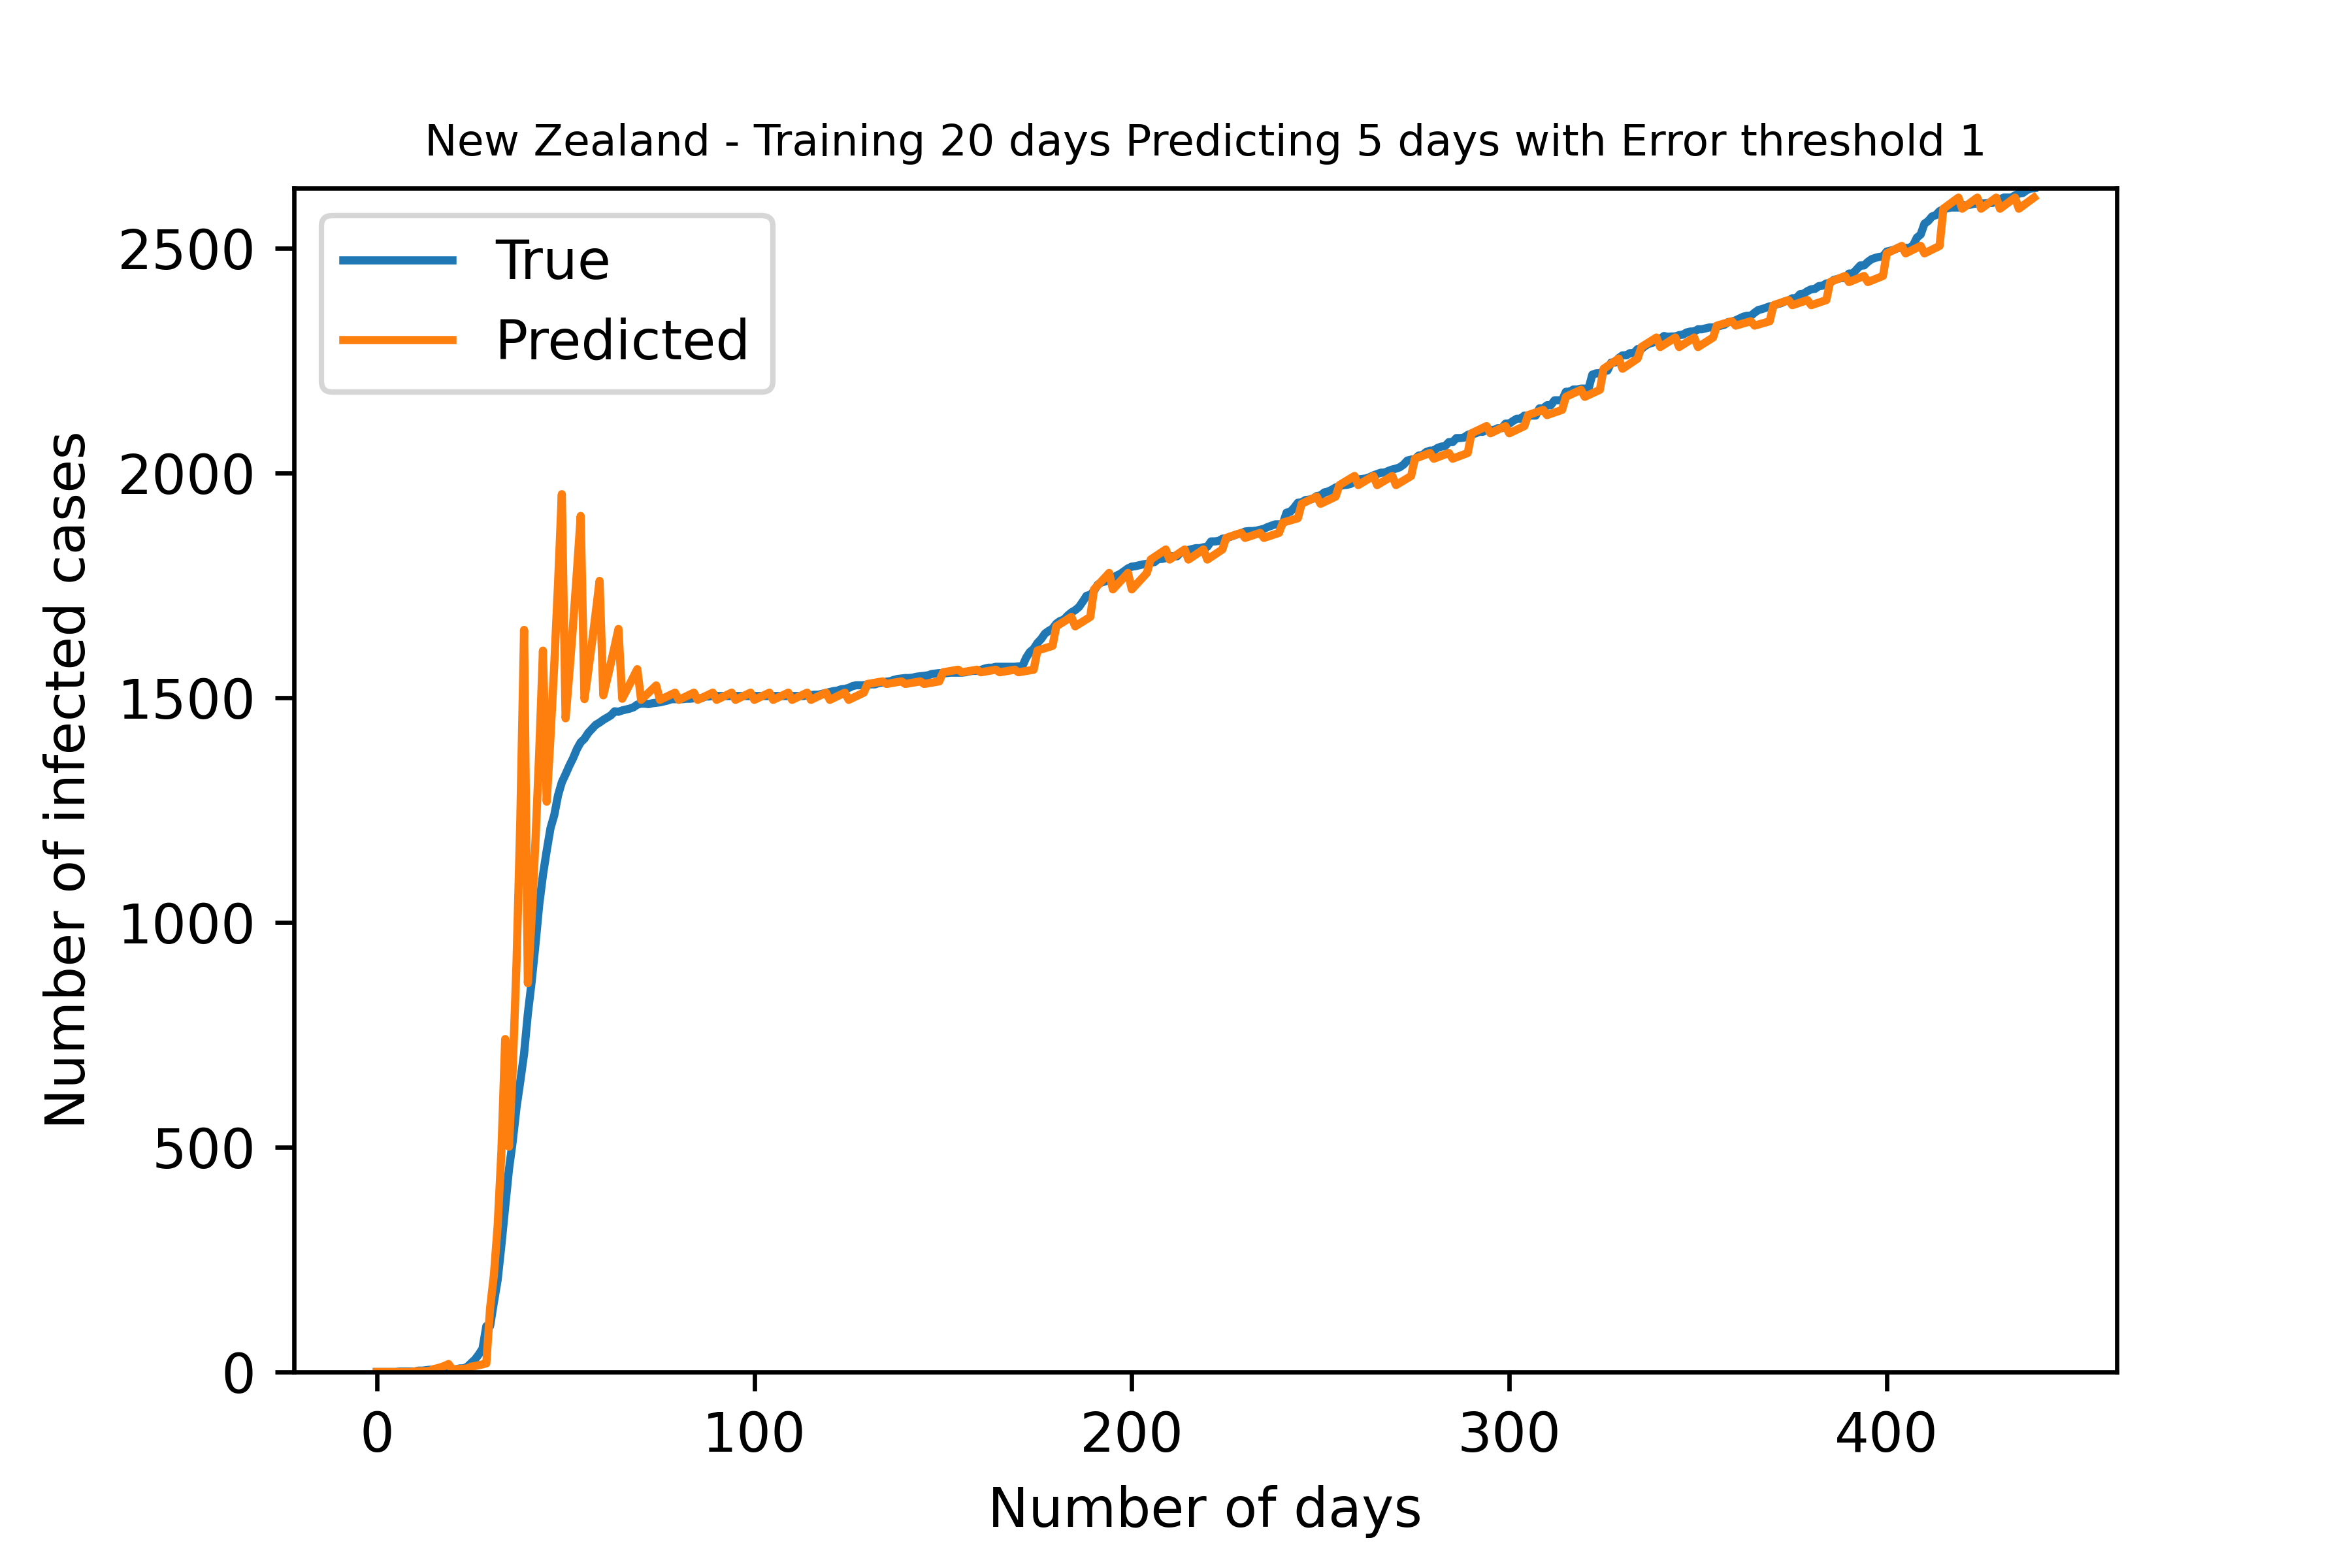 New Zealand - Training 20 days Predicting 5 days with Error threshold 1
True
Predicted
Number of infected cases
2500
2000
1500
1000
500
0
0 100 200 300 400
Number of days